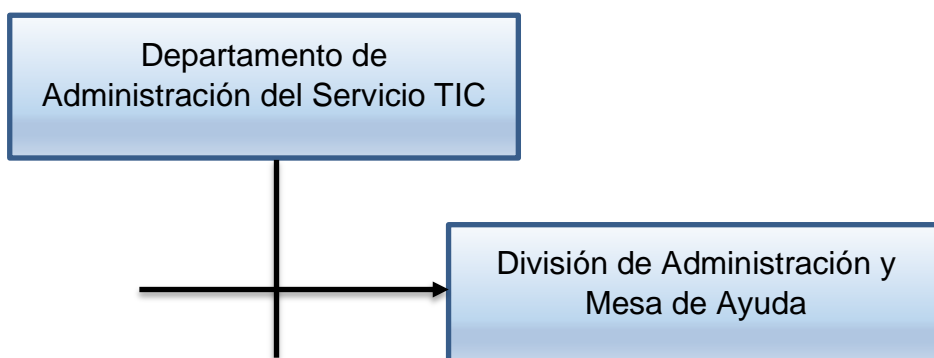 Departamento de
Administración del Servicio TIC
División de Administración y
Mesa de Ayuda